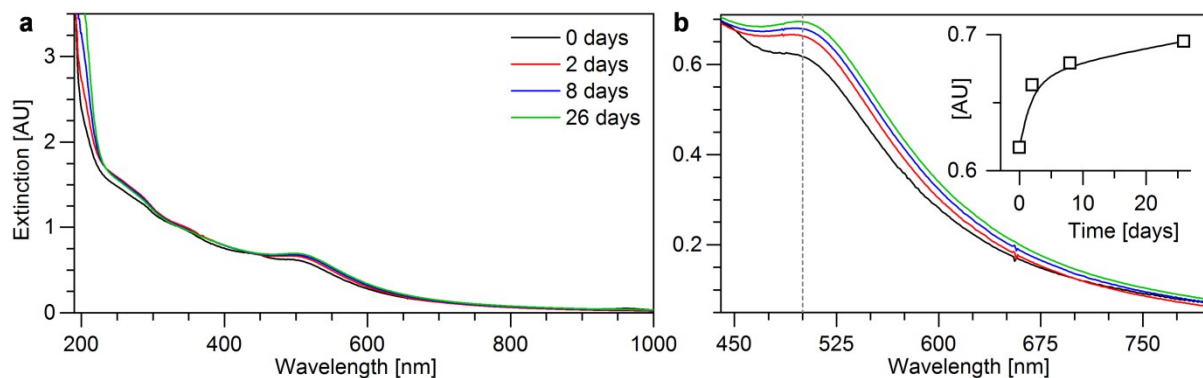 a
Extinction [AU]
3
2
1
0
200
400
600
800
1000
Wavelength [nm]
0 days
2 days
8 days
26 days
b
0.6
0.4
0.2
450
525
600
675
750
Wavelength [nm]
[AU]
0.7
0.6
0
10
20
Time [days]